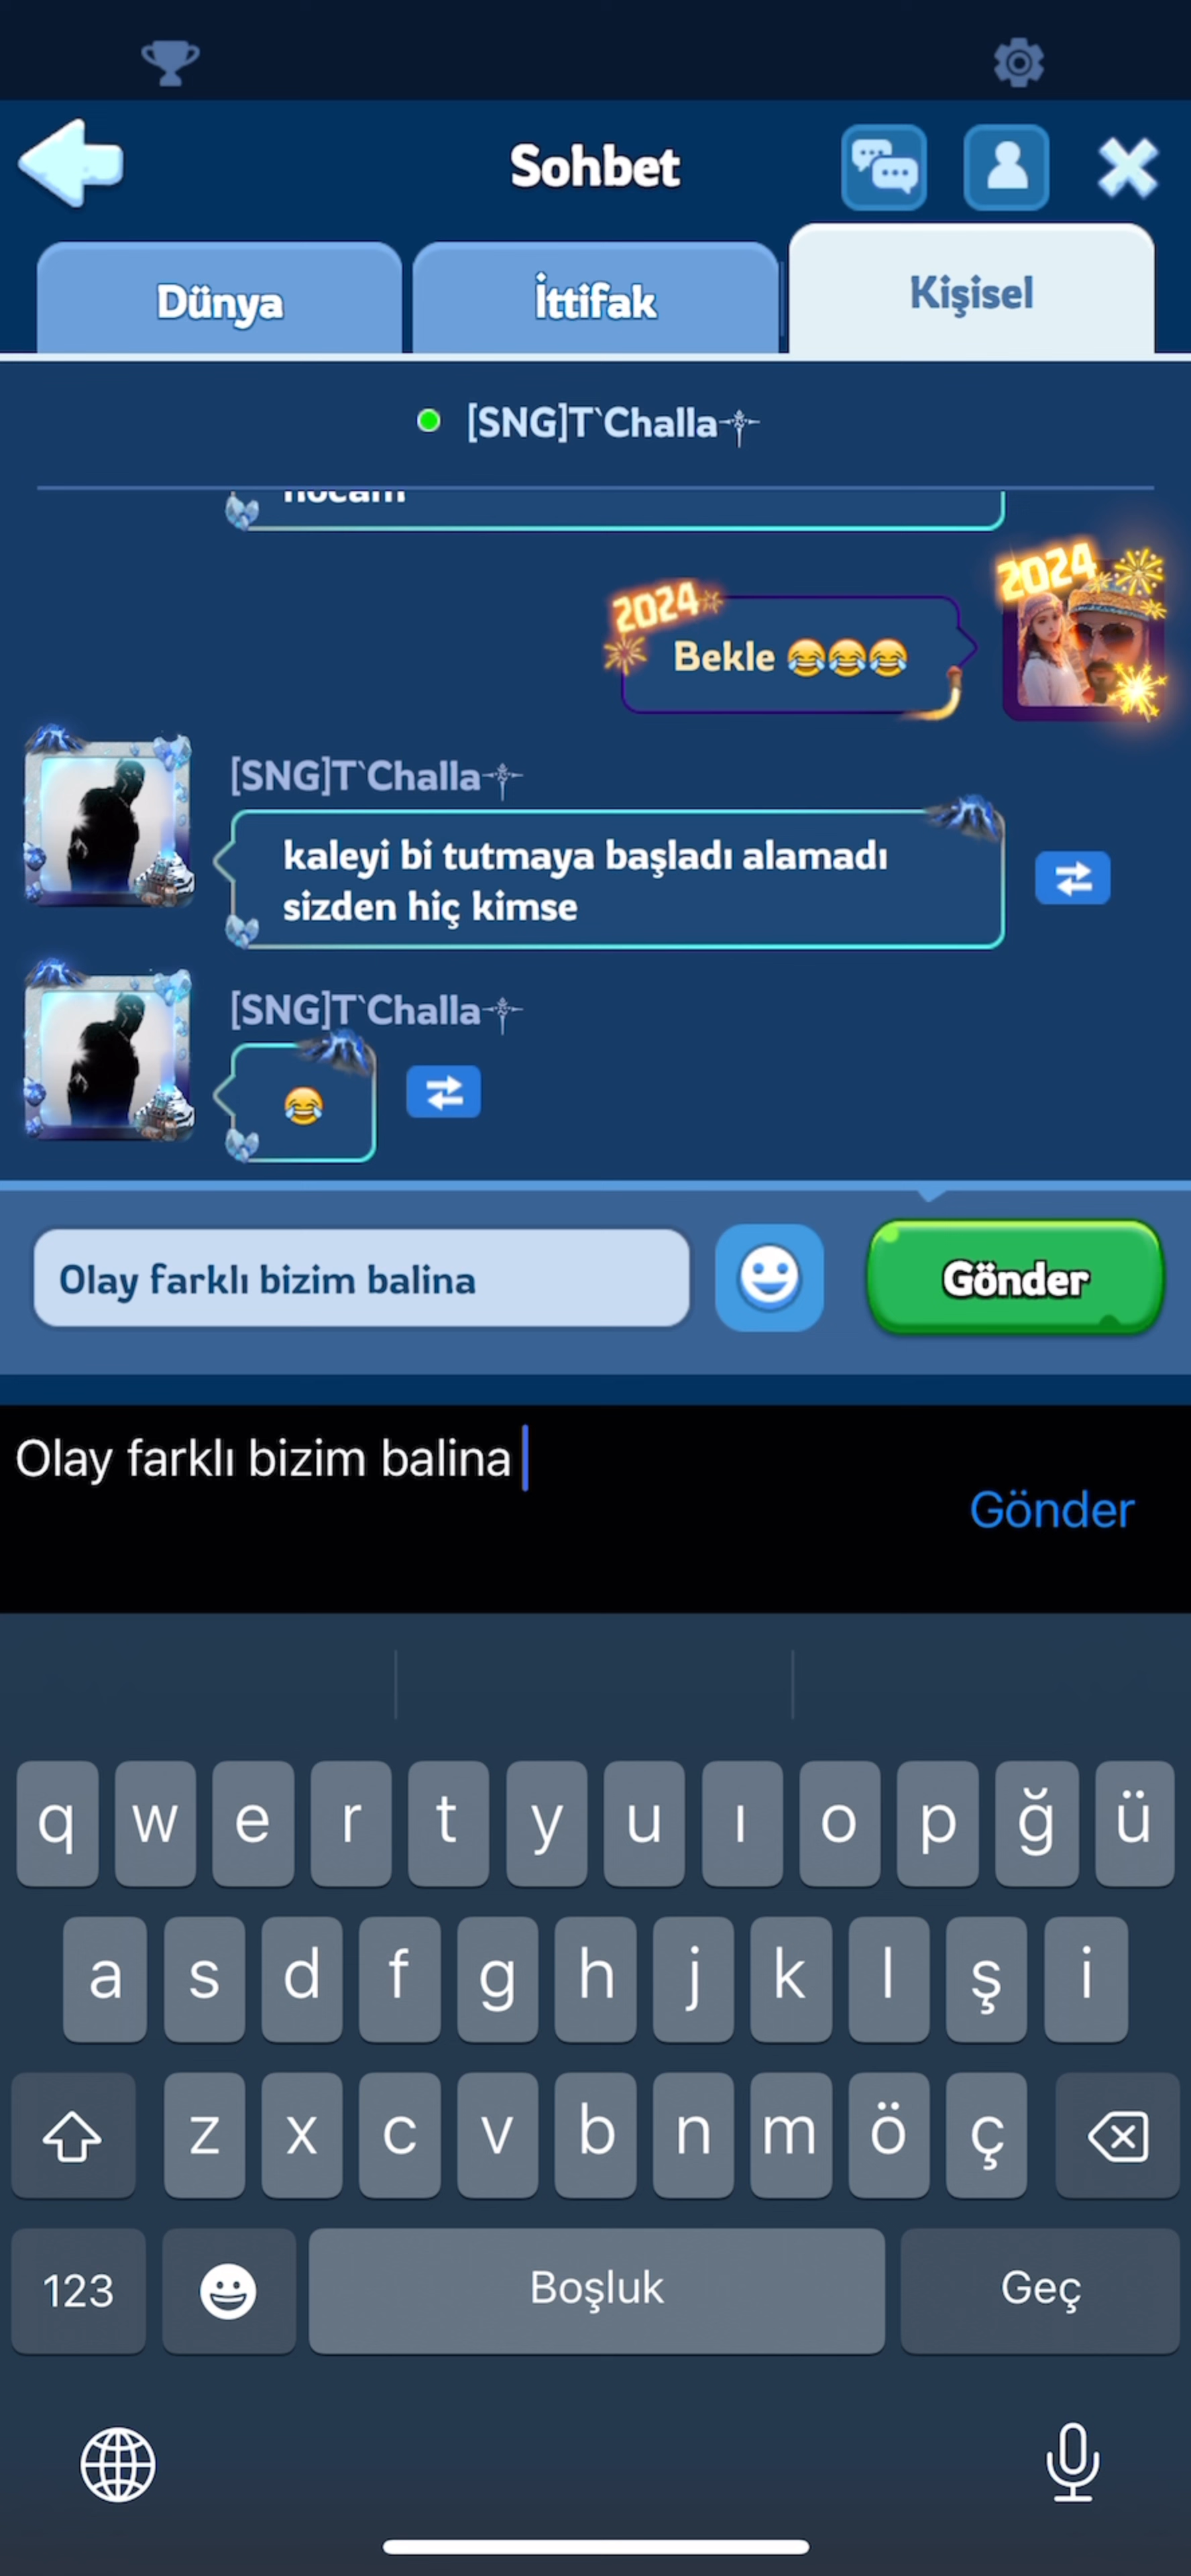 Sohbet
Dünya
İttifak
Kişisel
[SNG]T`Challa
hocam
2024
2024
Bekle 😂😂😂
[SNG]T`Challa
kaleyi bi tutmaya başladı alamadı
sizden hiç kimse
[SNG]T`Challa
😂
Olay farklı bizim balina
Gönder
Olay farklı bizim balina
Gönder
q w e r t y u ı o p ğ ü
a s d f g h j k l ş i
z x c v b n m ö ç
123
Boşluk
Geç